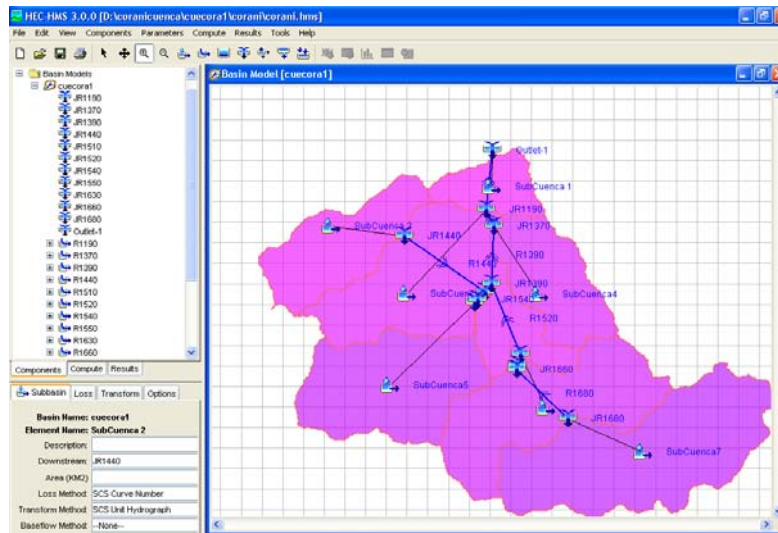 HEC-HMS 3.0.0 [D:\coranicuenca\cuecora1\corani\corani.hms]
File Edit View Components Parameters Compute Results Tools Help
Basin Models
cuecora1
JR1190
JR1370
JR1390
JR1440
JR1510
JR1520
JR1540
JR1550
JR1630
JR1660
JR1680
Outlet-1
R1190
R1370
R1390
R1440
R1510
R1520
R1540
R1550
R1630
R1660
Components Compute Results
Subbasin Loss Transform Options
Basin Name: cuecora1
Element Name: SubCuenca 2
Description:
Downstream: JR1440
Area (KM2)
Loss Method: SCS Curve Number
Transform Method: SCS Unit Hydrograph
Baseflow Method: --None--
Basin Model [cuecora1]
Outlet-1
SubCuenca 1
JR1190
SubCuenca 2
JR1440
JR1370
R1440
R1390
JR1390
JR1540
SubCuenca4
R1520
JR1660
SubCuenca5
R1680
JR1680
SubCuenca7